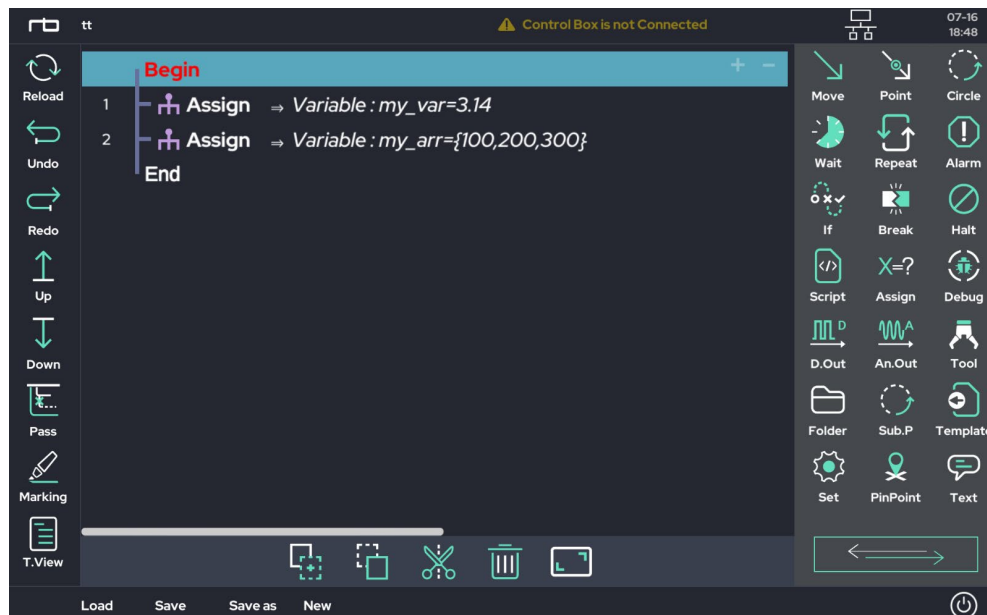 rb tt Control Box is not Connected 07-16
18:48
Reload
Undo
Redo
Up
Down
Pass
Marking
T.View
Begin + -
1 Assign ⇒ Variable : my_var=3.14
2 Assign ⇒ Variable : my_arr={100,200,300}
End
Move Point Circle
Wait Repeat Alarm
If Break Halt
X=?
Script Assign Debug
D A
D.Out An.Out Tool
Folder Sub.P Template
Set PinPoint Text
Load Save Save as New